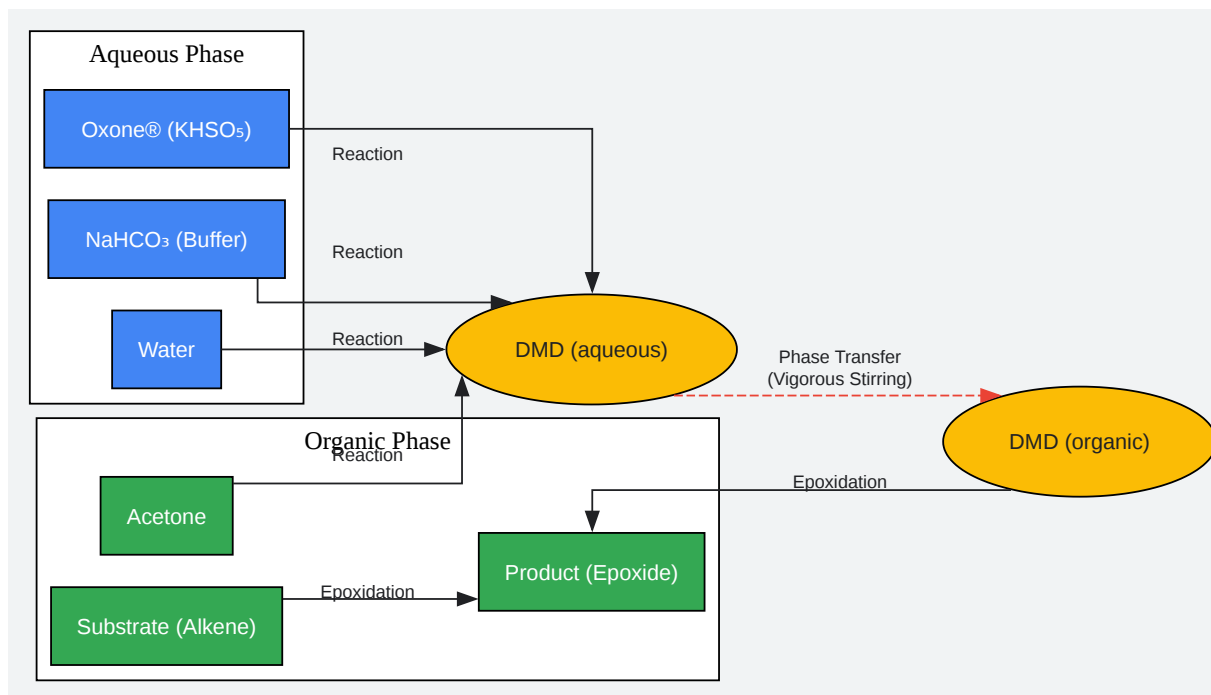 Aqueous Phase
Oxone® (KHSO₅)
Reaction
NaHCO₃ (Buffer)
Reaction
Water
Reaction
DMD (aqueous)
Phase Transfer
(Vigorous Stirring)
DMD (organic)
Organic Phase
Reaction
Acetone
Epoxidation
Product (Epoxide)
Epoxidation
Substrate (Alkene)